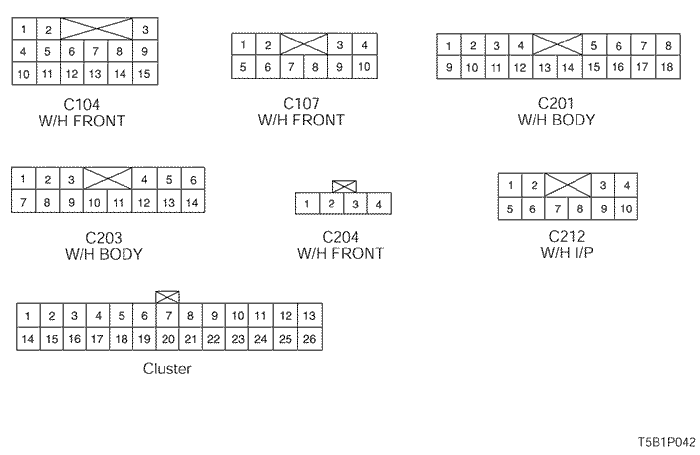 1 2 3
4 5 6 7 8 9
10 11 12 13 14 15
C104
W/H FRONT
1 2 3 4
5 6 7 8 9 10
C107
W/H FRONT
1 2 3 4 5 6 7 8
9 10 11 12 13 14 15 16 17 18
C201
W/H BODY
1 2 3 4 5 6
7 8 9 10 11 12 13 14
C203
W/H BODY
1 2 3 4
C204
W/H FRONT
1 2 3 4
5 6 7 8 9 10
C212
W/H I/P
1 2 3 4 5 6 7 8 9 10 11 12 13
14 15 16 17 18 19 20 21 22 23 24 25 26
Cluster
T5B1P042